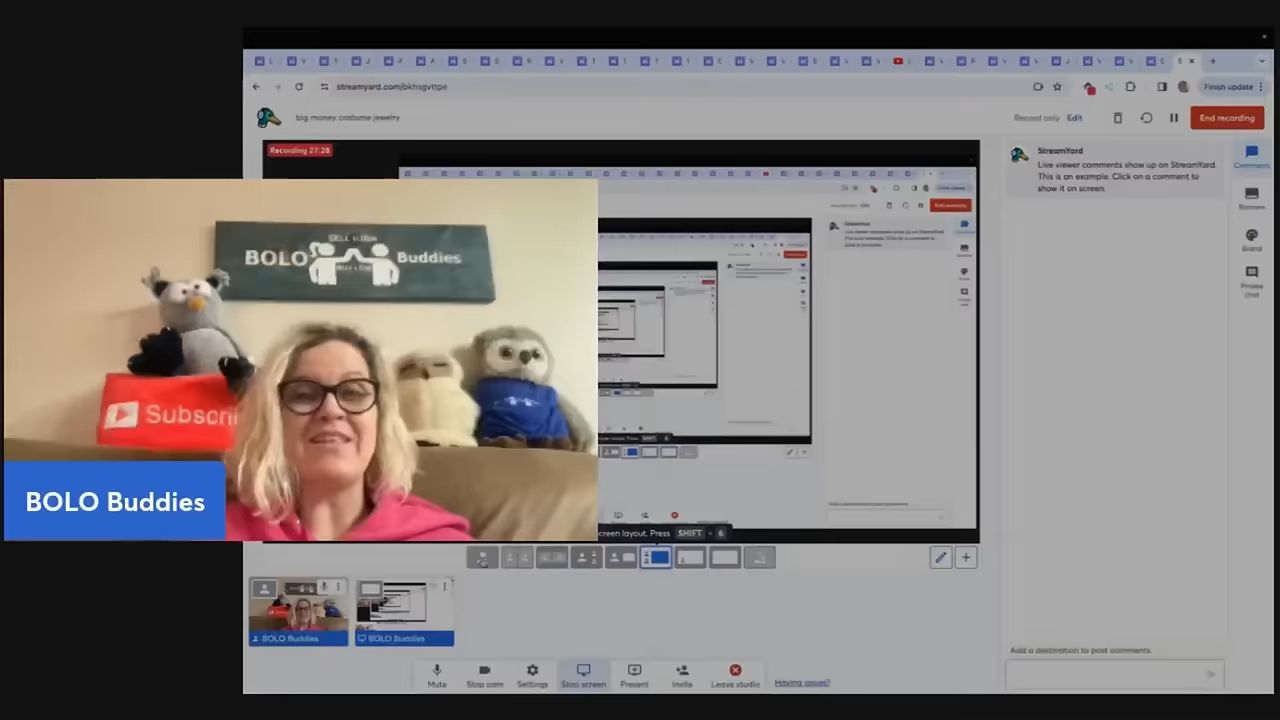 streamyard.com/bkhsgvttpe
Finish update
big money costume jewelry
Record only
Edit
End recording
Recording 27:28
StreamYard
Live viewer comments show up on StreamYard.
This is an example. Click on a comment to
show it on screen.
Comments
Banners
Brand
Private
chat
BOLO
Buddies
Subscri
BOLO Buddies
creen layout. Press SHIFT + 6
BOLO Buddies
BOLO Buddies
Add a destination to post comments.
Mute
Stop cam
Settings
Stop screen
Present
Invite
Leave studio
Having issues?